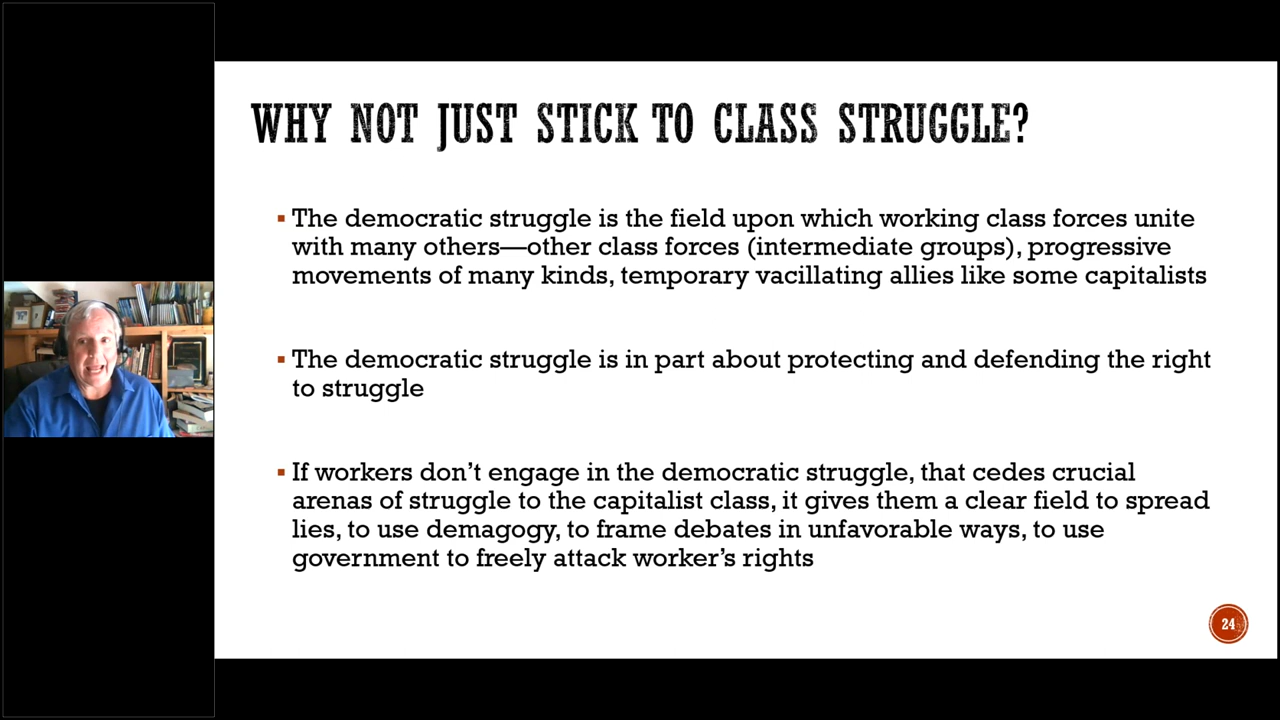 WHY NOT JUST STICK TO CLASS STRUGGLE?
▪ The democratic struggle is the field upon which working class forces unite
with many others—other class forces (intermediate groups), progressive
movements of many kinds, temporary vacillating allies like some capitalists
▪ The democratic struggle is in part about protecting and defending the right
to struggle
▪ If workers don’t engage in the democratic struggle, that cedes crucial
arenas of struggle to the capitalist class, it gives them a clear field to spread
lies, to use demagogy, to frame debates in unfavorable ways, to use
government to freely attack worker’s rights
24